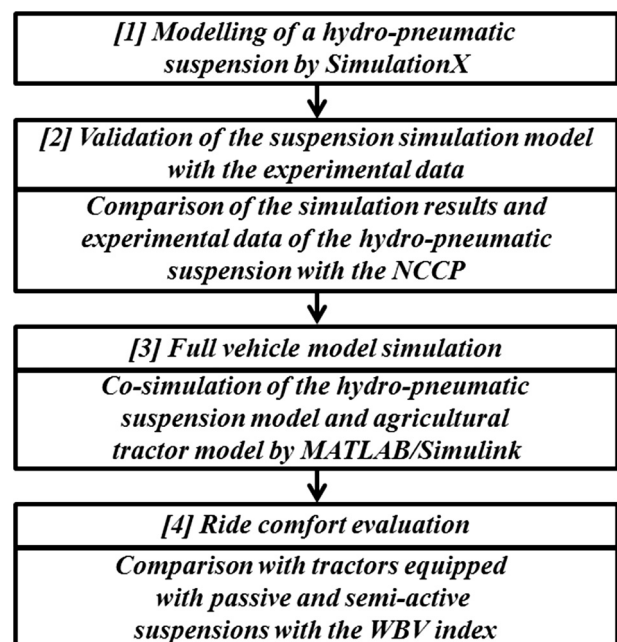 [1] Modelling of a hydro-pneumatic
suspension by SimulationX
[2] Validation of the suspension simulation model
with the experimental data
Comparison of the simulation results and
experimental data of the hydro-pneumatic
suspension with the NCCP
[3] Full vehicle model simulation
Co-simulation of the hydro-pneumatic
suspension model and agricultural
tractor model by MATLAB/Simulink
[4] Ride comfort evaluation
Comparison with tractors equipped
with passive and semi-active
suspensions with the WBV index